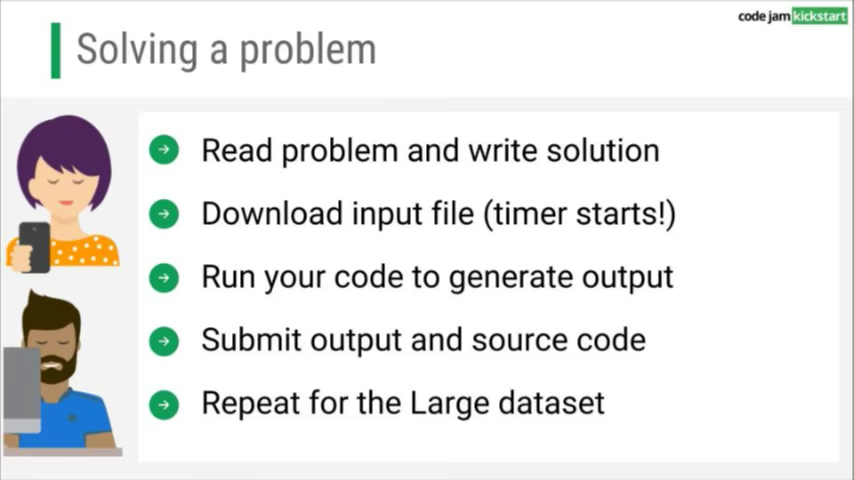 code jam kickstart
Solving a problem
Read problem and write solution
Download input file (timer starts!)
Run your code to generate output
Submit output and source code
Repeat for the Large dataset